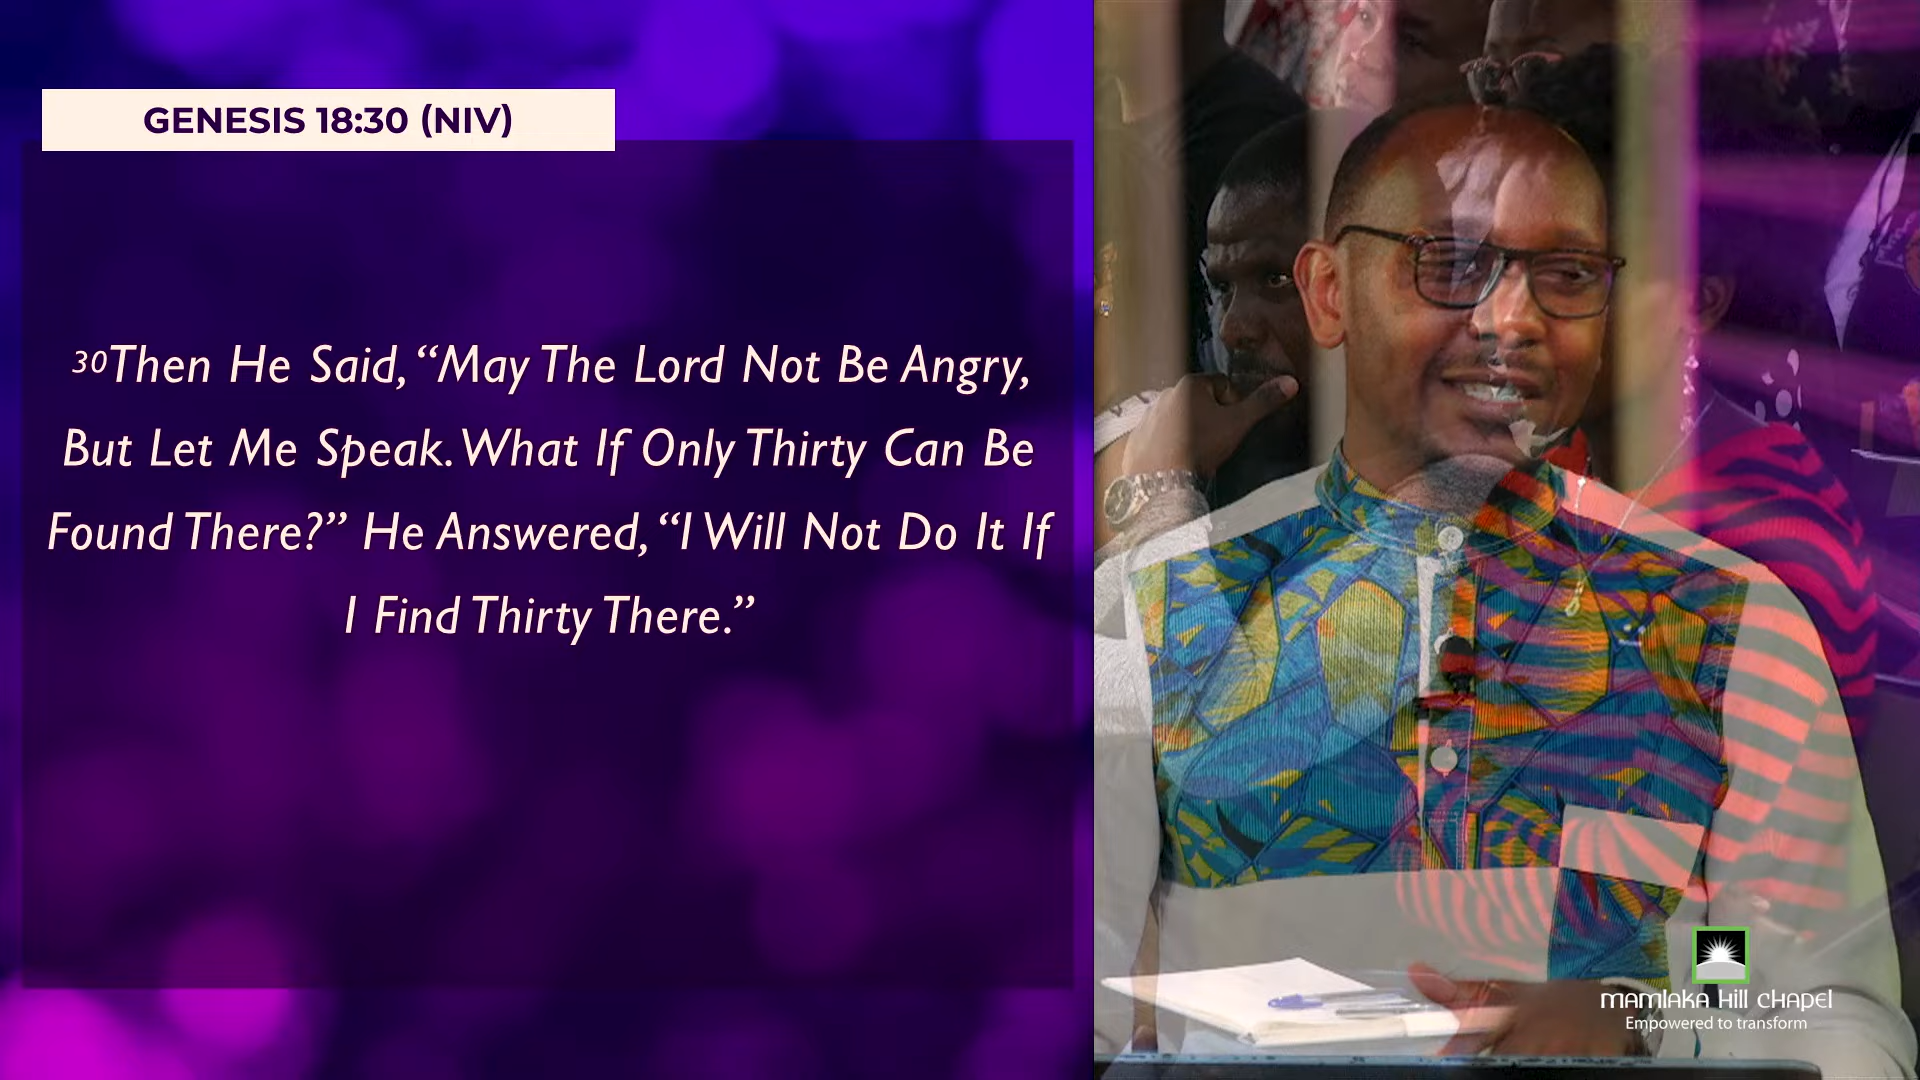 GENESIS 18:30 (NIV)
30Then He Said, “May The Lord Not Be Angry,
But Let Me Speak. What If Only Thirty Can Be
Found There?” He Answered, “I Will Not Do It If
I Find Thirty There.”
mamlaka hill chapel
Empowered to transform